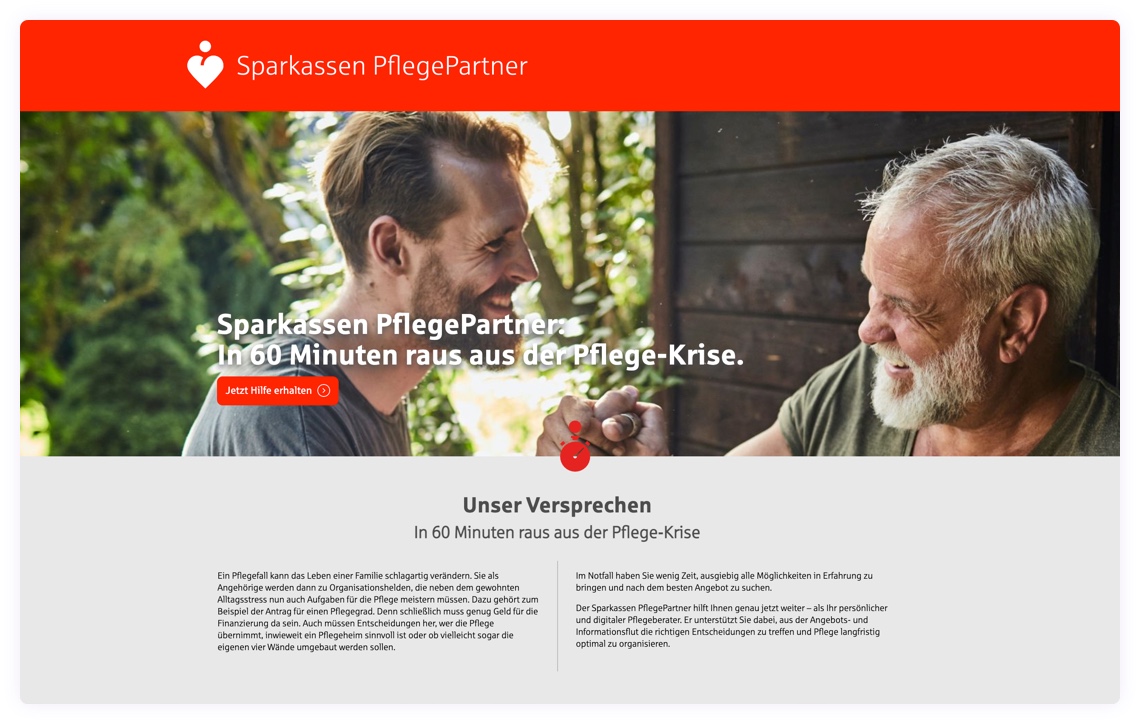 Sparkassen PflegePartner
Sparkassen PflegePartner:
In 60 Minuten raus aus der Pflege-Krise.
Jetzt Hilfe erhalten
Unser Versprechen
In 60 Minuten raus aus der Pflege-Krise
Ein Pflegefall kann das Leben einer Familie schlagartig verändern. Sie als
Angehörige werden dann zu Organisationshelden, die neben dem gewohnten
Alltagsstress nun auch Aufgaben für die Pflege meistern müssen. Dazu gehört zum
Beispiel der Antrag für einen Pflegegrad. Denn schließlich muss genug Geld für die
Finanzierung da sein. Auch müssen Entscheidungen her, wer die Pflege
übernimmt, inwieweit ein Pflegeheim sinnvoll ist oder ob vielleicht sogar die
eigenen vier Wände umgebaut werden sollen.
Im Notfall haben Sie wenig Zeit, ausgiebig alle Möglichkeiten in Erfahrung zu
bringen und nach dem besten Angebot zu suchen.
Der Sparkassen PflegePartner hilft Ihnen genau jetzt weiter – als Ihr persönlicher
und digitaler Pflegeberater. Er unterstützt Sie dabei, aus der Angebots- und
Informationsflut die richtigen Entscheidungen zu treffen und Pflege langfristig
optimal zu organisieren.